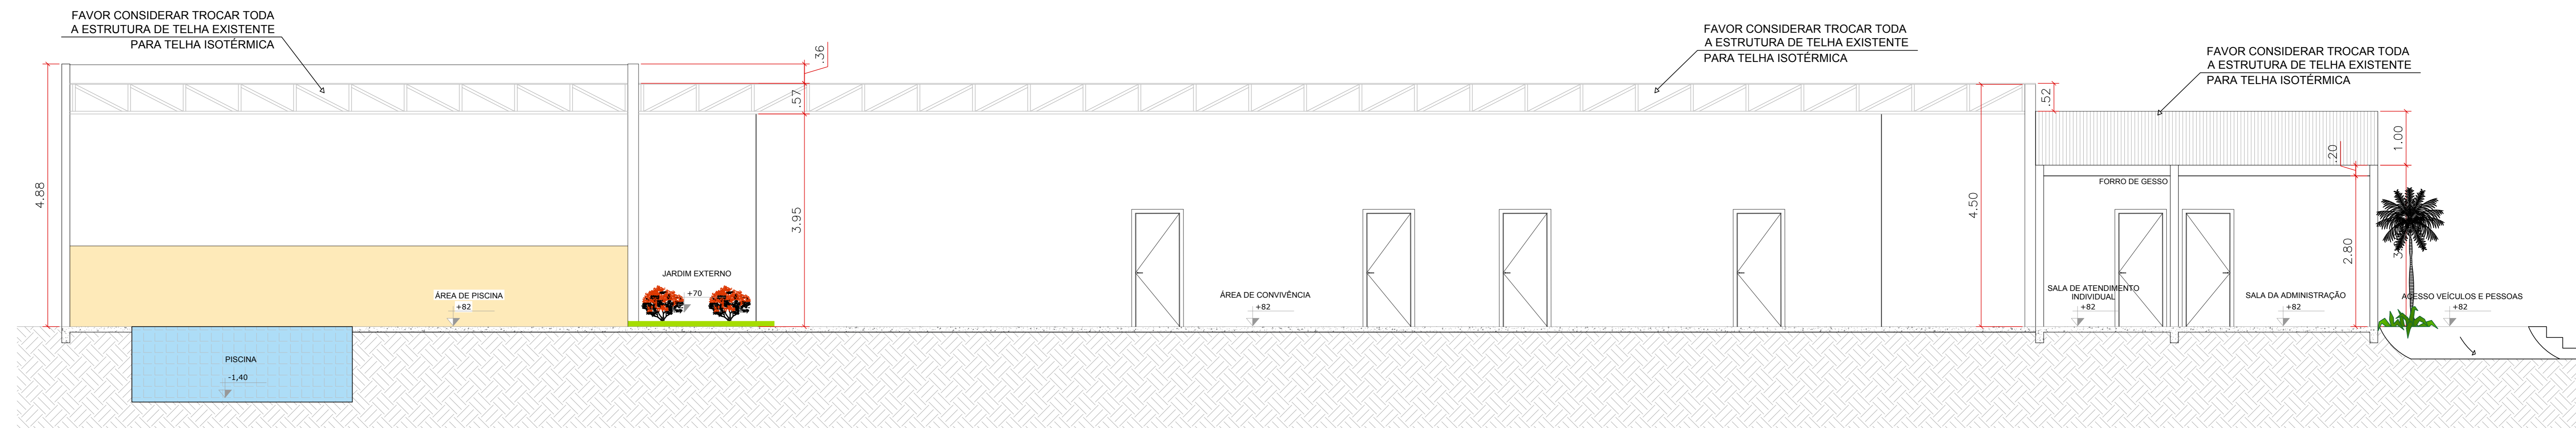 FAVOR CONSIDERAR TROCAR TODA
A ESTRUTURA DE TELHA EXISTENTE
PARA TELHA ISOTÉRMICA
FAVOR CONSIDERAR TROCAR TODA
A ESTRUTURA DE TELHA EXISTENTE
PARA TELHA ISOTÉRMICA
FAVOR CONSIDERAR TROCAR TODA
A ESTRUTURA DE TELHA EXISTENTE
PARA TELHA ISOTÉRMICA
.36
.57
.52
1.00
.20
4.88
3.95
4.50
2.80
FORRO DE GESSO
JARDIM EXTERNO
+70
ÁREA DE PISCINA
+82
ÁREA DE CONVIVÊNCIA
+82
SALA DE ATENDIMENTO
INDIVIDUAL
+82
SALA DA ADMINISTRAÇÃO
+82
ACESSO VEÍCULOS E PESSOAS
+82
PISCINA
-1,40